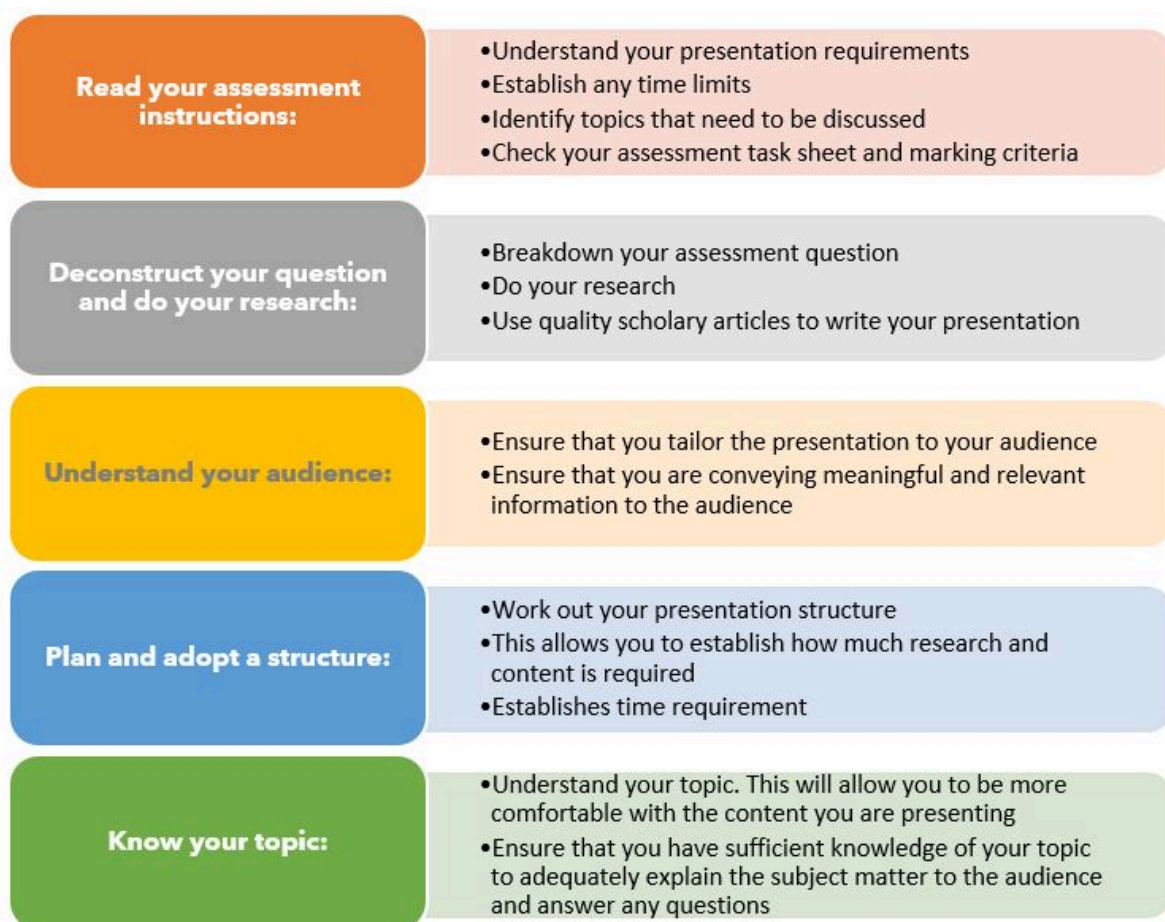 Read your assessment
instructions:
•Understand your presentation requirements
•Establish any time limits
•Identify topics that need to be discussed
•Check your assessment task sheet and marking criteria
Deconstruct your question
and do your research:
•Breakdown your assessment question
•Do your research
•Use quality scholary articles to write your presentation
Understand your audience:
•Ensure that you tailor the presentation to your audience
•Ensure that you are conveying meaningful and relevant
information to the audience
Plan and adopt a structure:
•Work out your presentation structure
•This allows you to establish how much research and
content is required
•Establishes time requirement
Know your topic:
•Understand your topic. This will allow you to be more
comfortable with the content you are presenting
•Ensure that you have sufficient knowledge of your topic
to adequately explain the subject matter to the audience
and answer any questions